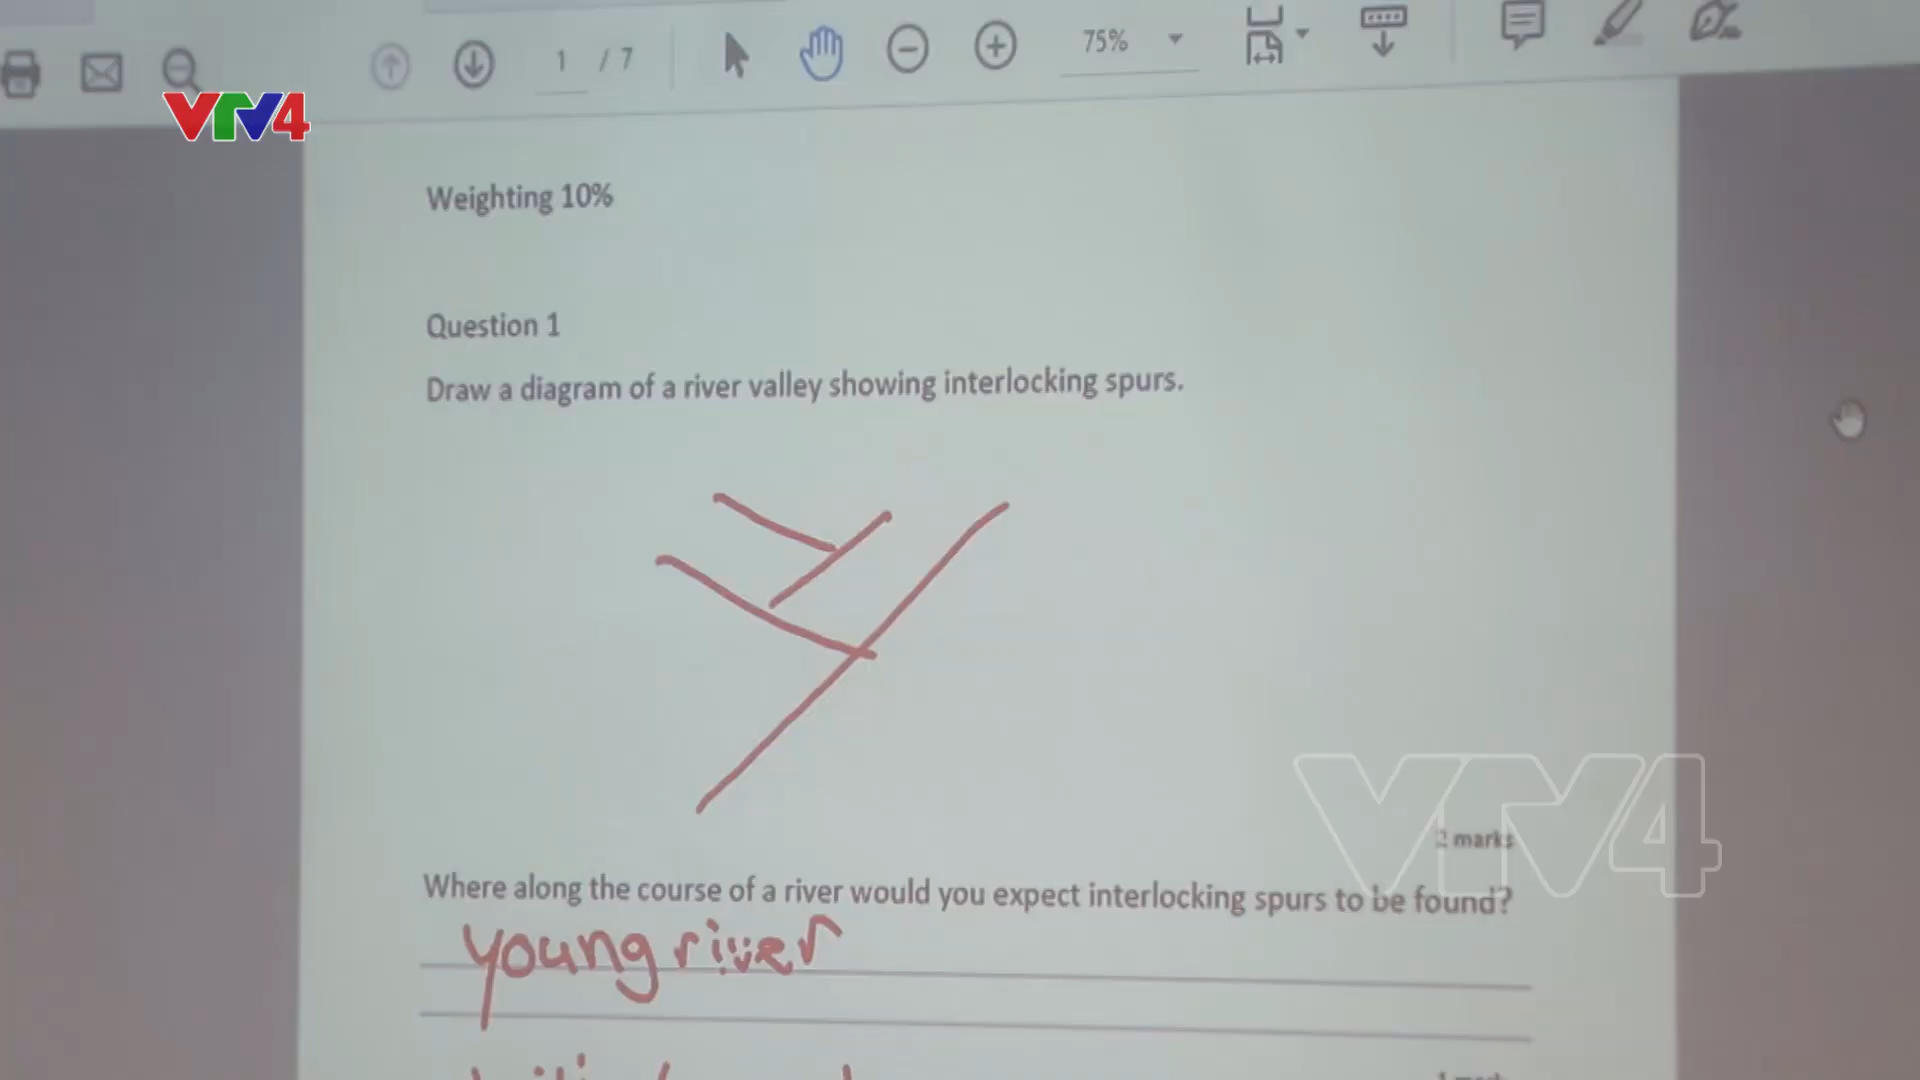 1 / 7
75%
VTV4
Weighting 10%
Question 1
Draw a diagram of a river valley showing interlocking spurs.
2 marks
VTV4
Where along the course of a river would you expect interlocking spurs to be found?
young river